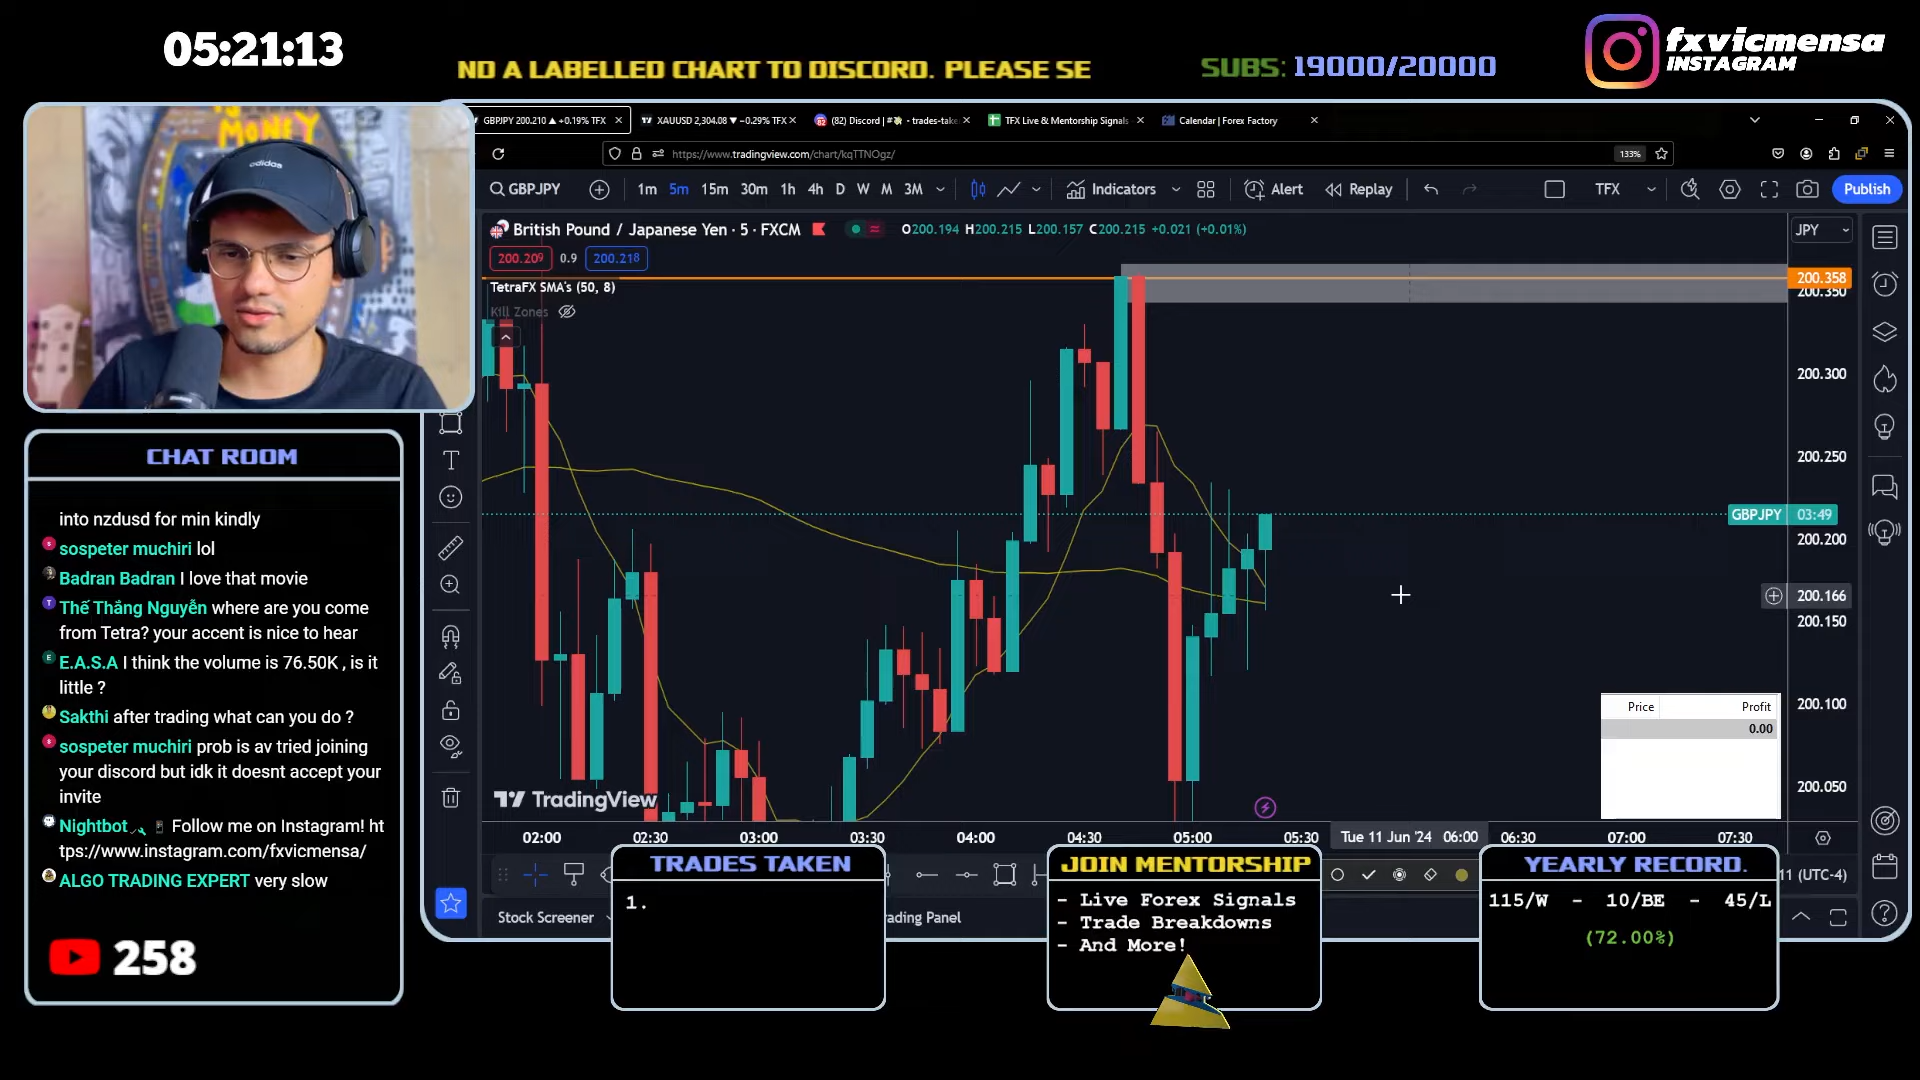 05:21:13
ND A LABELLED CHART TO DISCORD. PLEASE SE
SUBS: 19000/20000
fxvicmensa
INSTAGRAM
MONEY
adidas
GBPJPY 200.210 ▲ +0.19% TFX
XAUUSD 2,304.08 ▼ −0.29% TFX
(82) Discord | #
- trades-take
TFX Live & Mentorship Signals
Calendar | Forex Factory
https://www.tradingview.com/chart/kqTTNOgz/
133%
GBPJPY
1m 5m 15m 30m 1h 4h D W M 3M
Indicators
Alert
Replay
TFX
Publish
British Pound / Japanese Yen · 5 · FXCM
O200.194 H200.215 L200.157 C200.215 +0.021 (+0.01%)
JPY
200.209 0.9 200.218
TetraFX SMA's (50, 8)
Kill Zones
200.358
200.350
200.300
200.250
GBPJPY 03:49
200.200
200.166
200.150
200.100
200.050
Price Profit
0.00
TradingView
02:00 02:30 03:00 03:30 04:00 04:30 05:00 05:30 Tue 11 Jun '24 06:00 06:30 07:00 07:30
11 (UTC-4)
Stock Screener
ading Panel
CHAT ROOM
into nzdusd for min kindly
sospeter muchiri lol
Badran Badran I love that movie
Thế Thắng Nguyễn where are you come
from Tetra? your accent is nice to hear
E.A.S.A I think the volume is 76.50K , is it
little ?
Sakthi after trading what can you do ?
sospeter muchiri prob is av tried joining
your discord but idk it doesnt accept your
invite
Nightbot Follow me on Instagram! ht
tps://www.instagram.com/fxvicmensa/
ALGO TRADING EXPERT very slow
258
TRADES TAKEN
1.
JOIN MENTORSHIP
- Live Forex Signals
- Trade Breakdowns
- And More!
YEARLY RECORD.
115/W - 10/BE - 45/L
(72.00%)